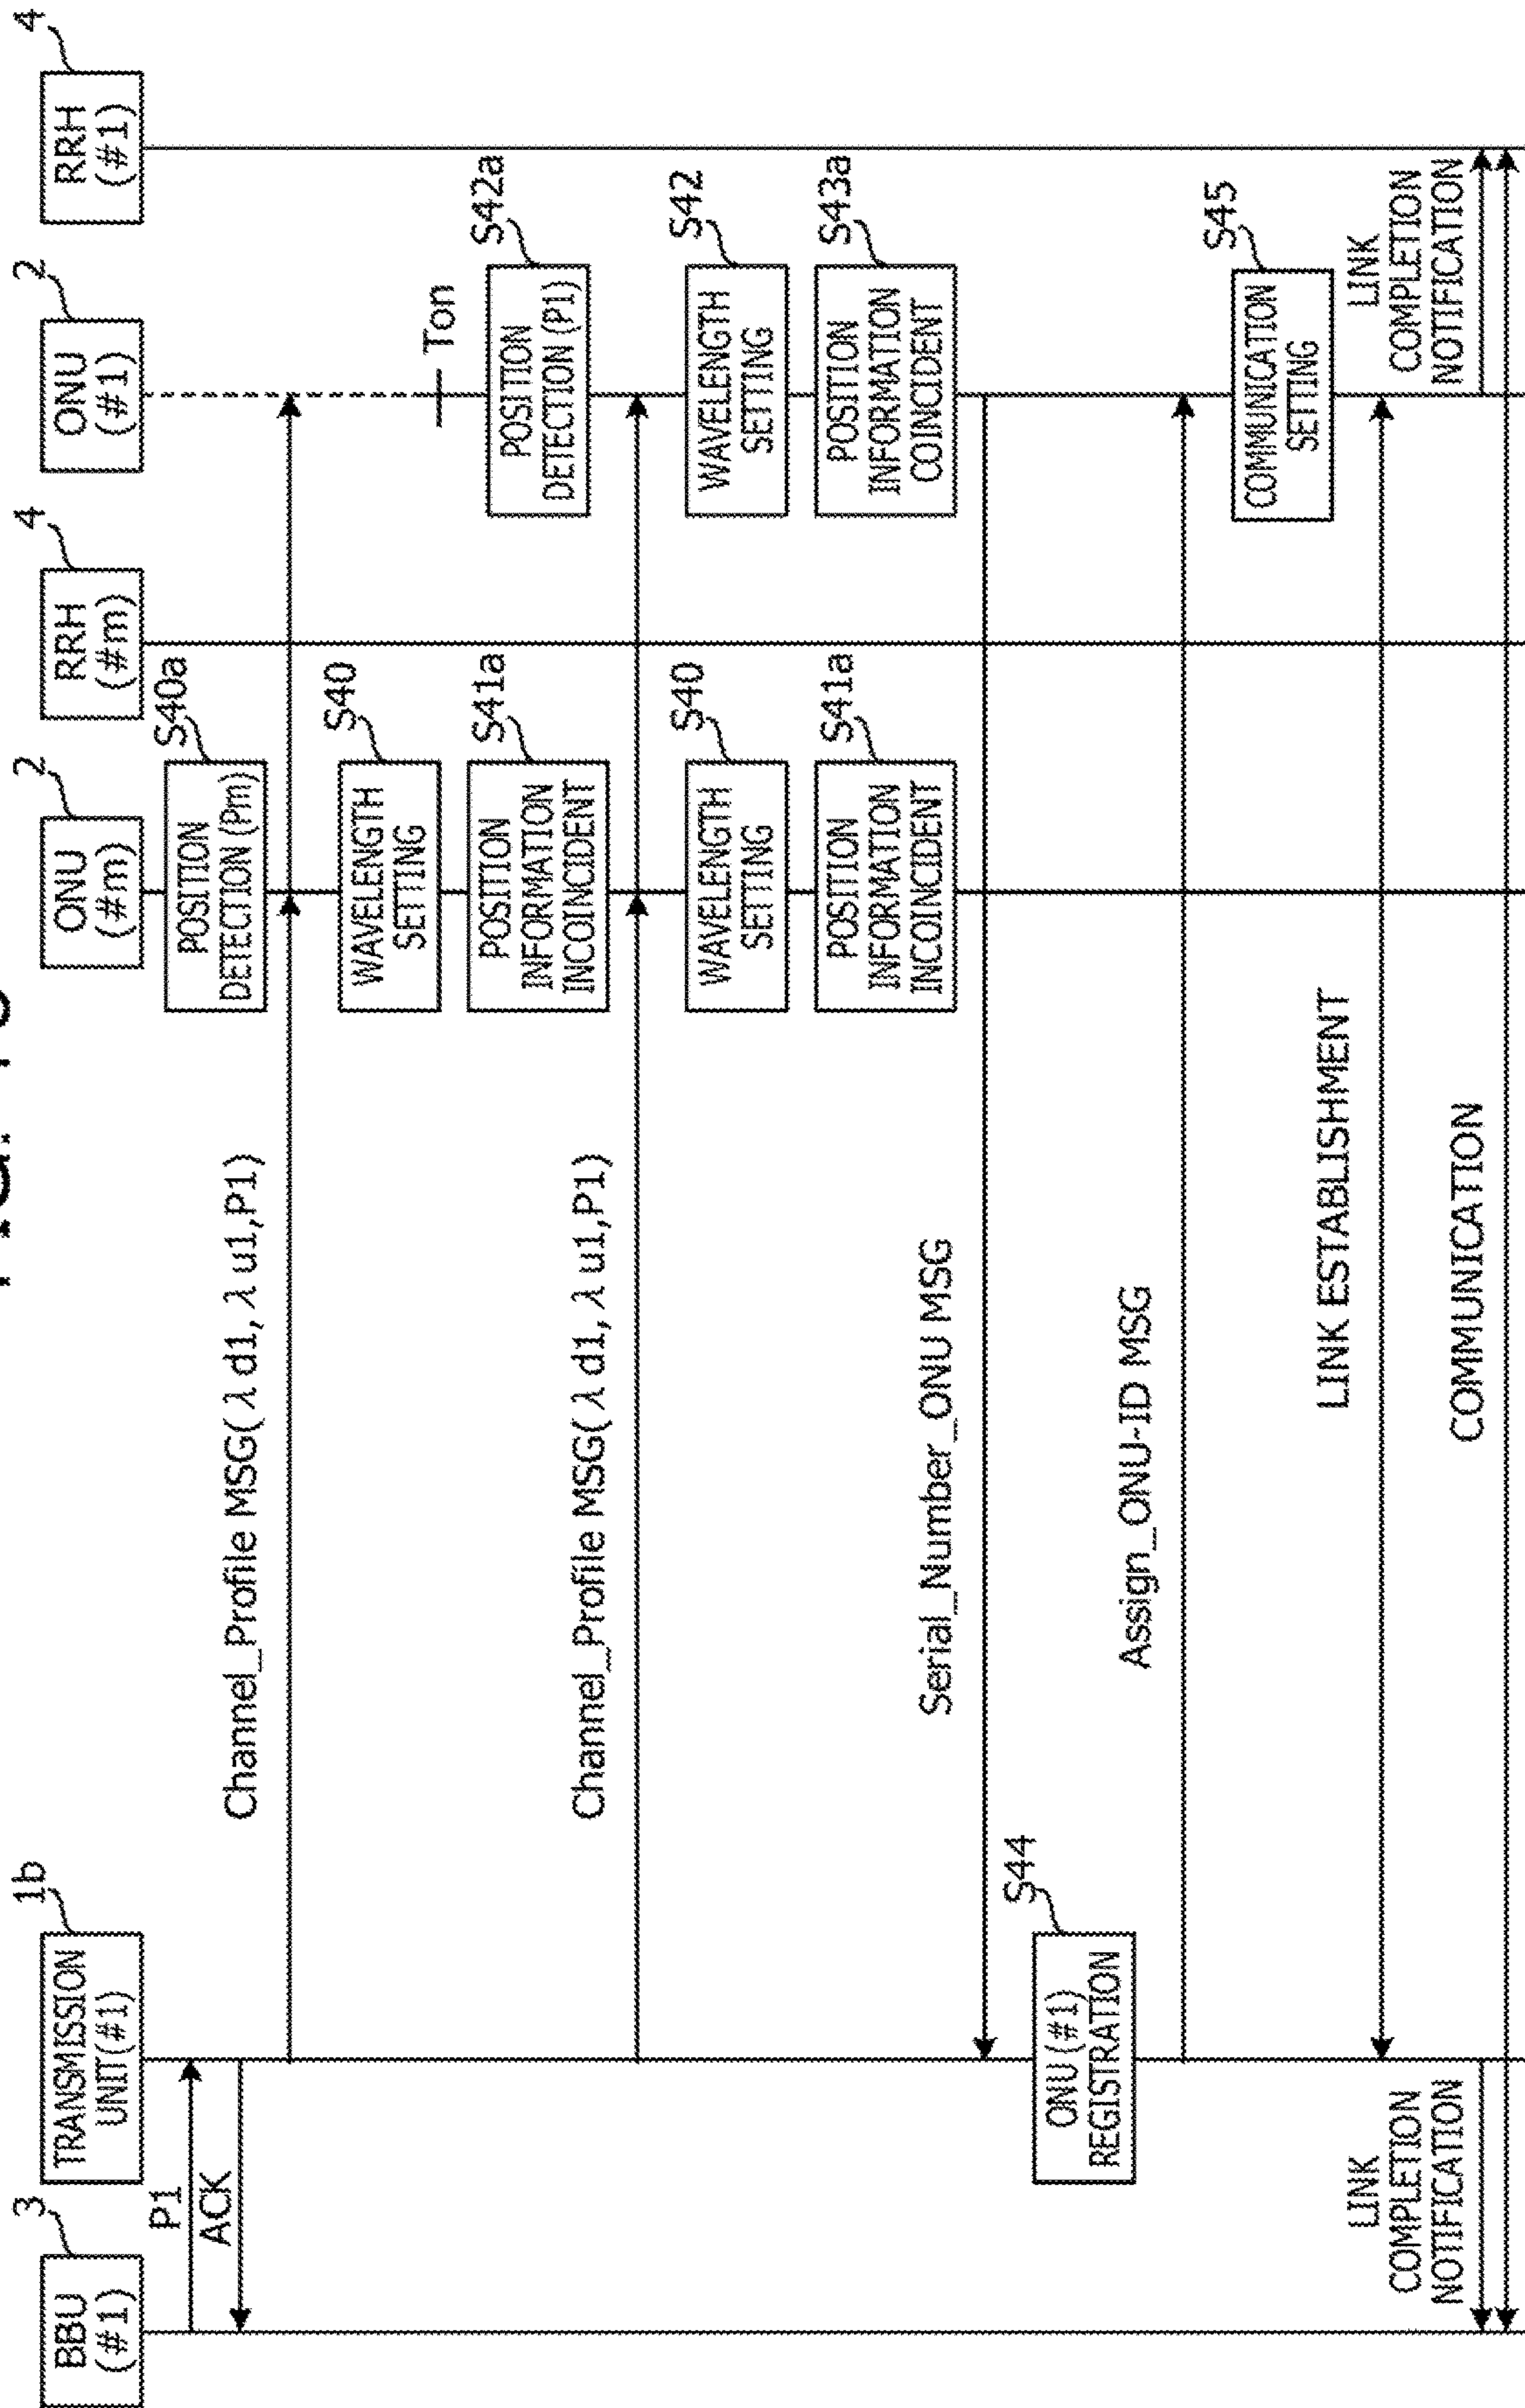 3
BBU
(#1)
1b
TRANSMISSION
UNIT(#1)
2
ONU
(#m)
4
RRH
(#m)
2
ONU
(#1)
4
RRH
(#1)
P1
ACK
S40a
POSITION
DETECTION (Pm)
Channel_Profile MSG(λ d1, λ u1,P1)
S40
WAVELENGTH
SETTING
Ton
S41a
POSITION
INFORMATION
INCOINCIDENT
S42a
POSITION
DETECTION (P1)
Channel_Profile MSG(λ d1, λ u1,P1)
S40
WAVELENGTH
SETTING
S42
WAVELENGTH
SETTING
S41a
POSITION
INFORMATION
INCOINCIDENT
S43a
POSITION
INFORMATION
COINCIDENT
Serial_Number_ONU MSG
S44
ONU (#1)
REGISTRATION
Assign_ONU-ID MSG
S45
COMMUNICATION
SETTING
LINK ESTABLISHMENT
LINK
COMPLETION
NOTIFICATION
LINK
COMPLETION
NOTIFICATION
COMMUNICATION